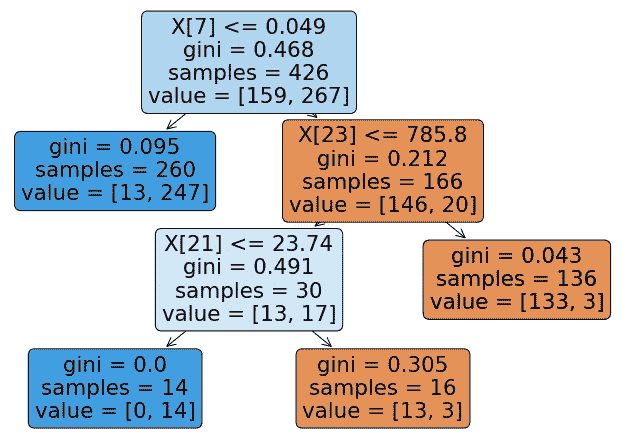 X[7] <= 0.049
gini = 0.468
samples = 426
value = [159, 267]
gini = 0.095
samples = 260
value = [13, 247]
X[23] <= 785.8
gini = 0.212
samples = 166
value = [146, 20]
X[21] <= 23.74
gini = 0.491
samples = 30
value = [13, 17]
gini = 0.043
samples = 136
value = [133, 3]
gini = 0.0
samples = 14
value = [0, 14]
gini = 0.305
samples = 16
value = [13, 3]